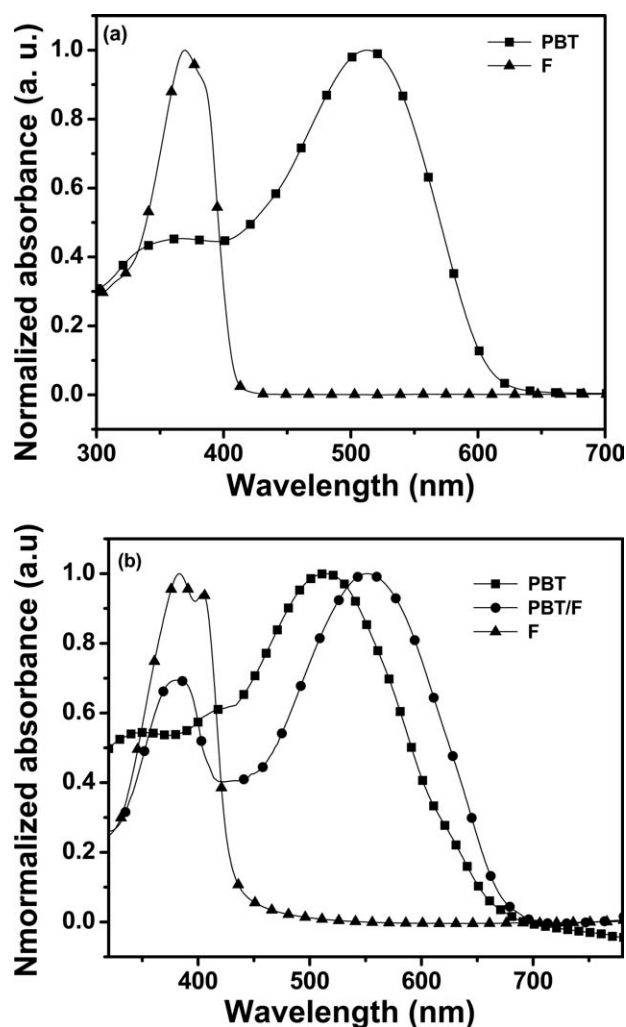 (a)
PBT
F
Normalized absorbance (a. u.)
1.0
0.8
0.6
0.4
0.2
0.0
300 400 500 600 700
Wavelength (nm)
(b)
PBT
PBT/F
F
Nmormalized absorbance (a.u)
1.0
0.8
0.6
0.4
0.2
0.0
400 500 600 700
Wavelength (nm)